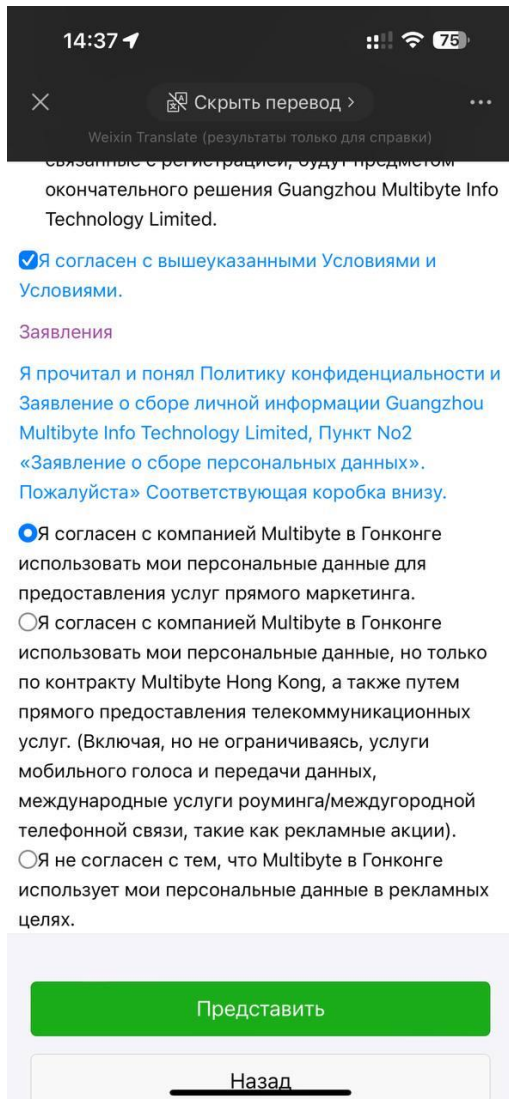 14:37
75
Скрыть перевод >
Weixin Translate (результаты только для справки)
связанные с регистрацией, будут предметом
окончательного решения Guangzhou Multibyte Info
Technology Limited.
Я согласен с вышеуказанными Условиями и
Условиями.
Заявления
Я прочитал и понял Политику конфиденциальности и
Заявление о сборе личной информации Guangzhou
Multibyte Info Technology Limited, Пункт No2
«Заявление о сборе персональных данных».
Пожалуйста» Соответствующая коробка внизу.
Я согласен с компанией Multibyte в Гонконге
использовать мои персональные данные для
предоставления услуг прямого маркетинга.
Я согласен с компанией Multibyte в Гонконге
использовать мои персональные данные, но только
по контракту Multibyte Hong Kong, а также путем
прямого предоставления телекоммуникационных
услуг. (Включая, но не ограничиваясь, услуги
мобильного голоса и передачи данных,
международные услуги роуминга/междугородной
телефонной связи, такие как рекламные акции).
Я не согласен с тем, что Multibyte в Гонконге
использует мои персональные данные в рекламных
целях.
Представить
Назад